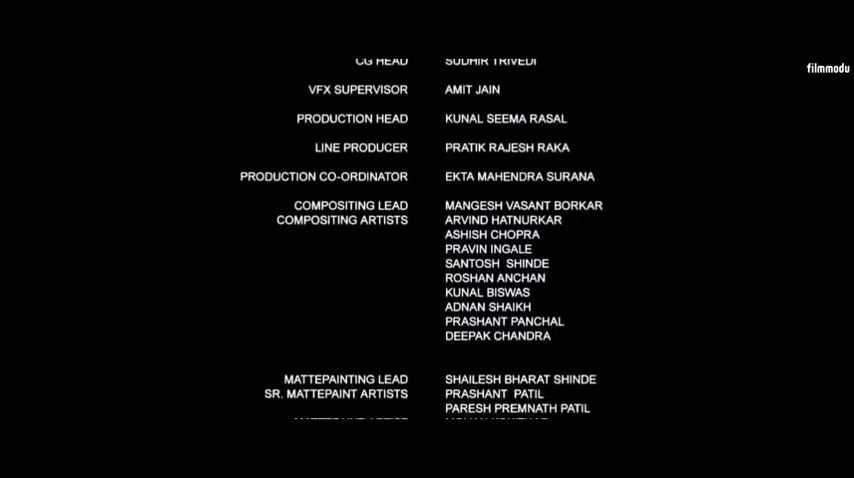 CG HEAD SUDHIR TRIVEDI
filmmodu
VFX SUPERVISOR AMIT JAIN
PRODUCTION HEAD KUNAL SEEMA RASAL
LINE PRODUCER PRATIK RAJESH RAKA
PRODUCTION CO-ORDINATOR EKTA MAHENDRA SURANA
COMPOSITING LEAD MANGESH VASANT BORKAR
COMPOSITING ARTISTS ARVIND HATNURKAR
ASHISH CHOPRA
PRAVIN INGALE
SANTOSH SHINDE
ROSHAN ANCHAN
KUNAL BISWAS
ADNAN SHAIKH
PRASHANT PANCHAL
DEEPAK CHANDRA
MATTEPAINTING LEAD SHAILESH BHARAT SHINDE
SR. MATTEPAINT ARTISTS PRASHANT PATIL
PARESH PREMNATH PATIL